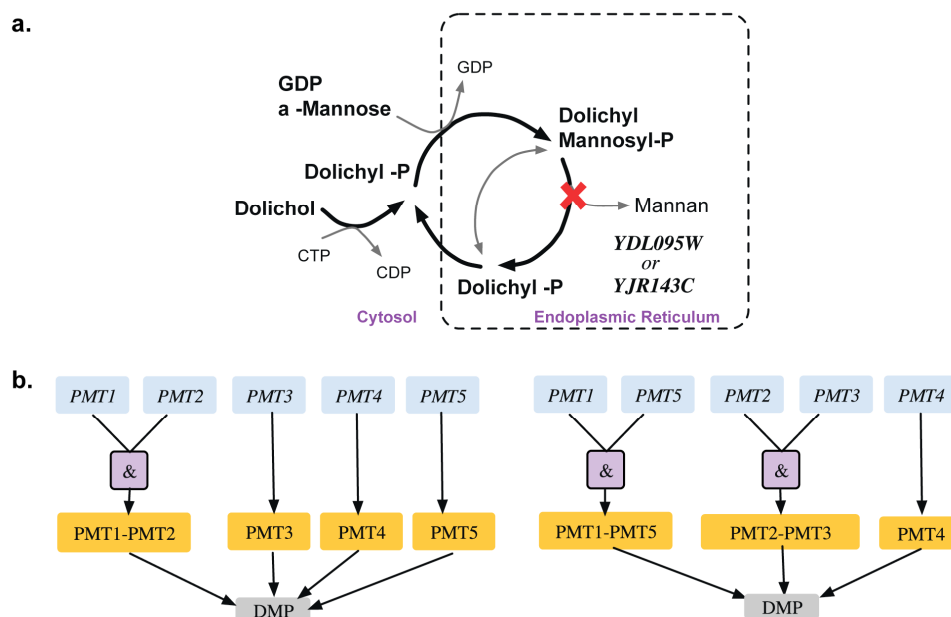 a.
GDP
a -Mannose
GDP
Dolichyl
Mannosyl-P
Dolichyl -P
Dolichol
Mannan
CTP
CDP
YDL095W
or
YJR143C
Dolichyl -P
Cytosol
Endoplasmic Reticulum
b.
PMT1 PMT2 PMT3 PMT4 PMT5
PMT1 PMT5 PMT2 PMT3 PMT4
&
& &
PMT1-PMT2 PMT3 PMT4 PMT5
PMT1-PMT5 PMT2-PMT3 PMT4
DMP
DMP